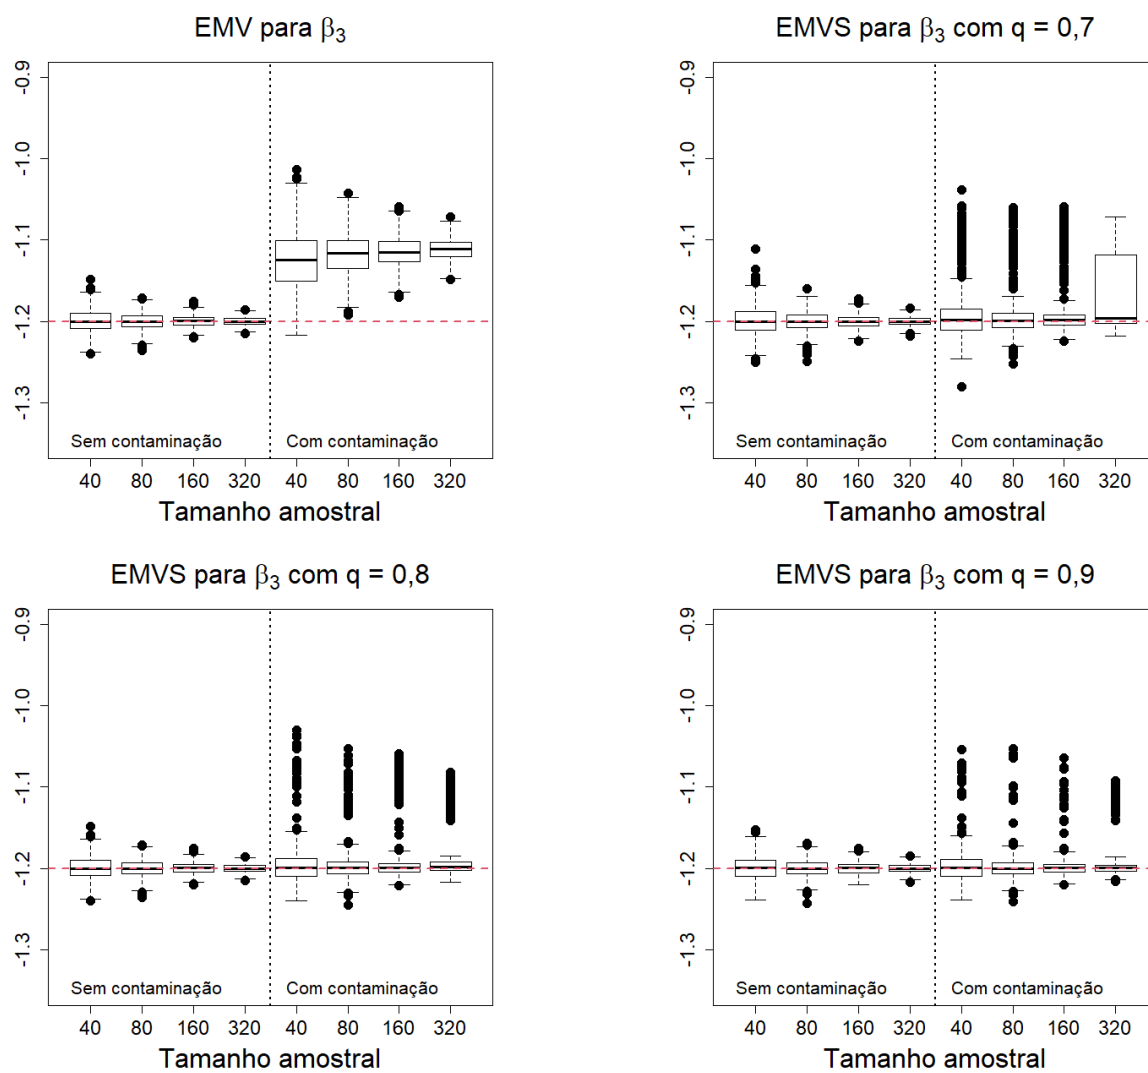 EMV para β₃
-0.9
-1.0
-1.1
-1.2
-1.3
Sem contaminação
Com contaminação
40 80 160 320 40 80 160 320
Tamanho amostral
EMVS para β₃ com q = 0,7
-0.9
-1.0
-1.1
-1.2
-1.3
Sem contaminação
Com contaminação
40 80 160 320 40 80 160 320
Tamanho amostral
EMVS para β₃ com q = 0,8
-0.9
-1.0
-1.1
-1.2
-1.3
Sem contaminação
Com contaminação
40 80 160 320 40 80 160 320
Tamanho amostral
EMVS para β₃ com q = 0,9
-0.9
-1.0
-1.1
-1.2
-1.3
Sem contaminação
Com contaminação
40 80 160 320 40 80 160 320
Tamanho amostral